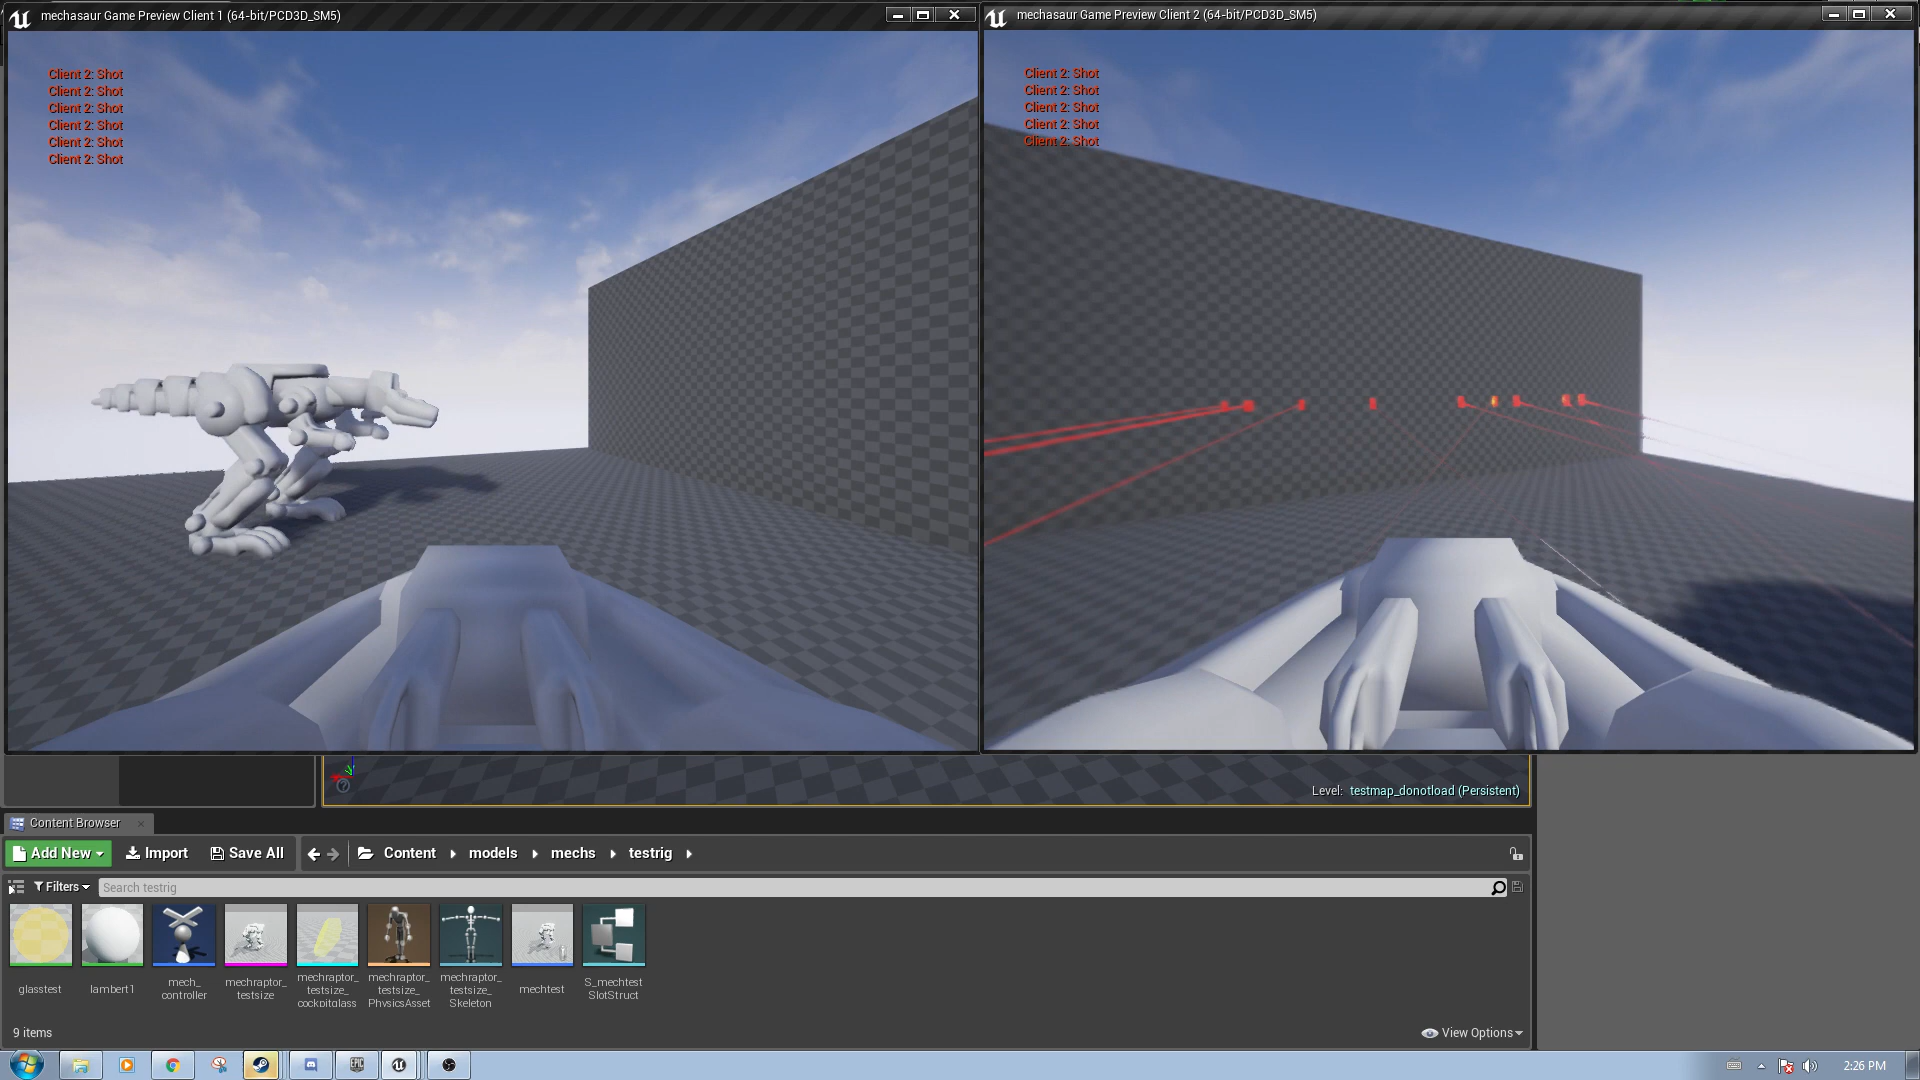 mechasaur Game Preview Client 1 (64-bit/PCD3D_SM5)
mechasaur Game Preview Client 2 (64-bit/PCD3D_SM5)
Client 2: Shot
Client 2: Shot
Client 2: Shot
Client 2: Shot
Client 2: Shot
Client 2: Shot
Client 2: Shot
Client 2: Shot
Client 2: Shot
Client 2: Shot
Client 2: Shot
Level: testmap_donotload (Persistent)
Content Browser
Add New Import Save All Content models mechs testrig
Filters Search testrig
glasstest
lambert1
mech_
controller
mechraptor_
testsize
mechraptor_
testsize_
cockpitglass
mechraptor_
testsize_
PhysicsAsset
mechraptor_
testsize_
Skeleton
mechtest
S_mechtest
SlotStruct
9 items
View Options
EPIC
2:26 PM